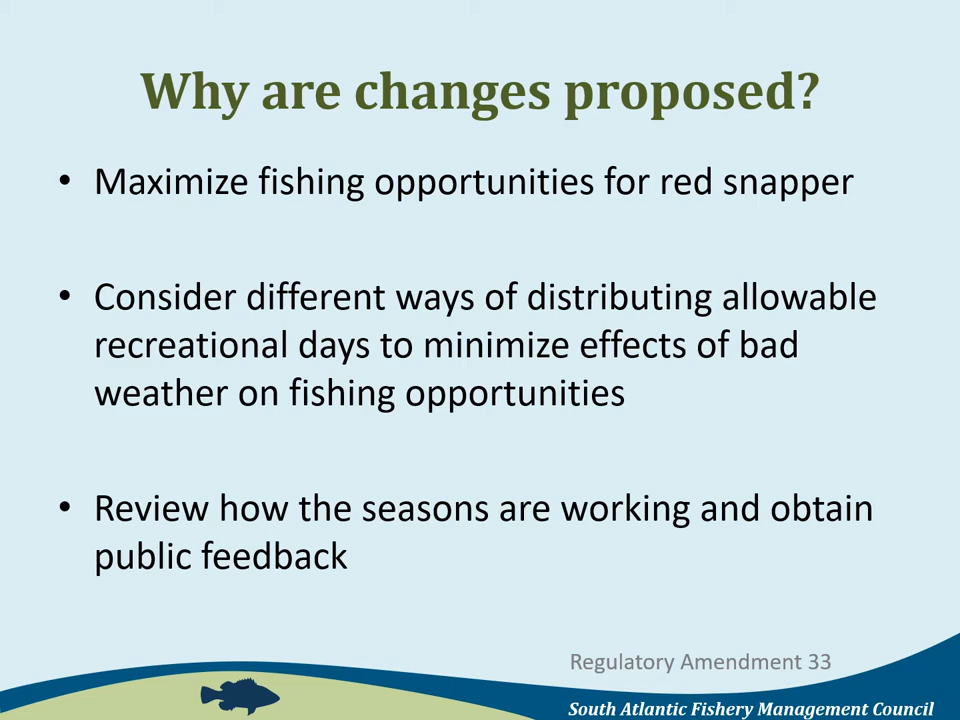 Why are changes proposed?
• Maximize fishing opportunities for red snapper
• Consider different ways of distributing allowable
recreational days to minimize effects of bad
weather on fishing opportunities
• Review how the seasons are working and obtain
public feedback
Regulatory Amendment 33
South Atlantic Fishery Management Council